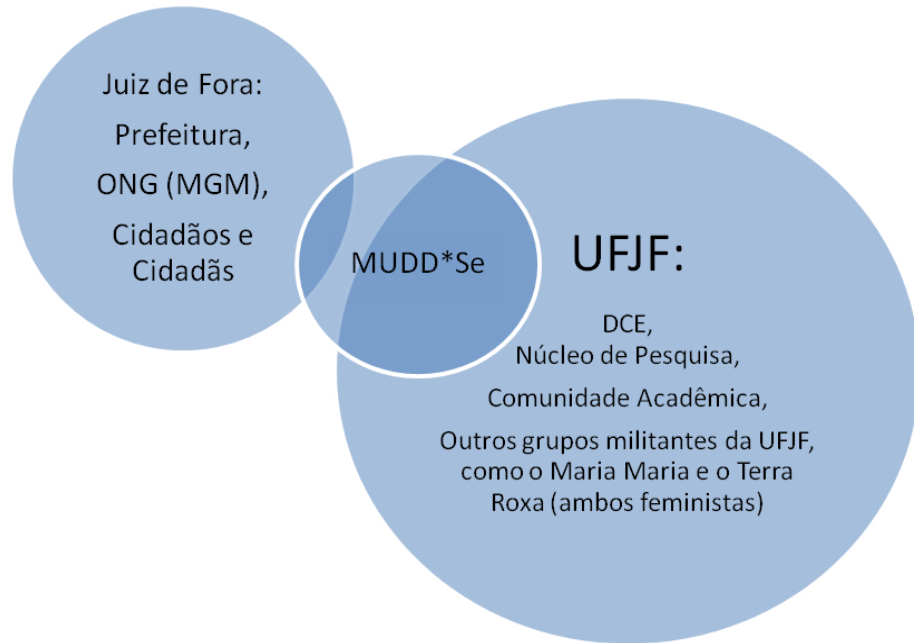 Juiz de Fora:
Prefeitura,
ONG (MGM),
Cidadãos e
Cidadãs
MUDD*Se
UFJF:
DCE,
Núcleo de Pesquisa,
Comunidade Acadêmica,
Outros grupos militantes da UFJF,
como o Maria Maria e o Terra
Roxa (ambos feministas)